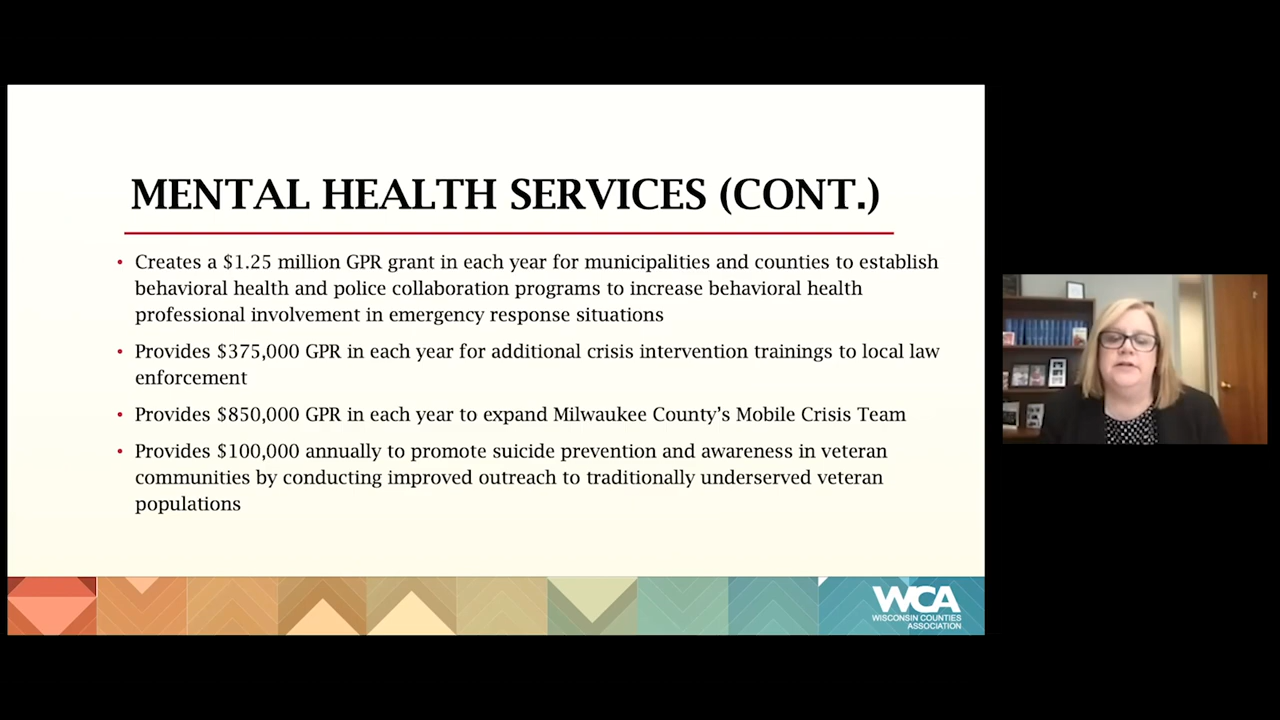 MENTAL HEALTH SERVICES (CONT.)
• Creates a $1.25 million GPR grant in each year for municipalities and counties to establish
behavioral health and police collaboration programs to increase behavioral health
professional involvement in emergency response situations
• Provides $375,000 GPR in each year for additional crisis intervention trainings to local law
enforcement
• Provides $850,000 GPR in each year to expand Milwaukee County’s Mobile Crisis Team
• Provides $100,000 annually to promote suicide prevention and awareness in veteran
communities by conducting improved outreach to traditionally underserved veteran
populations
WCA
WISCONSIN COUNTIES
ASSOCIATION